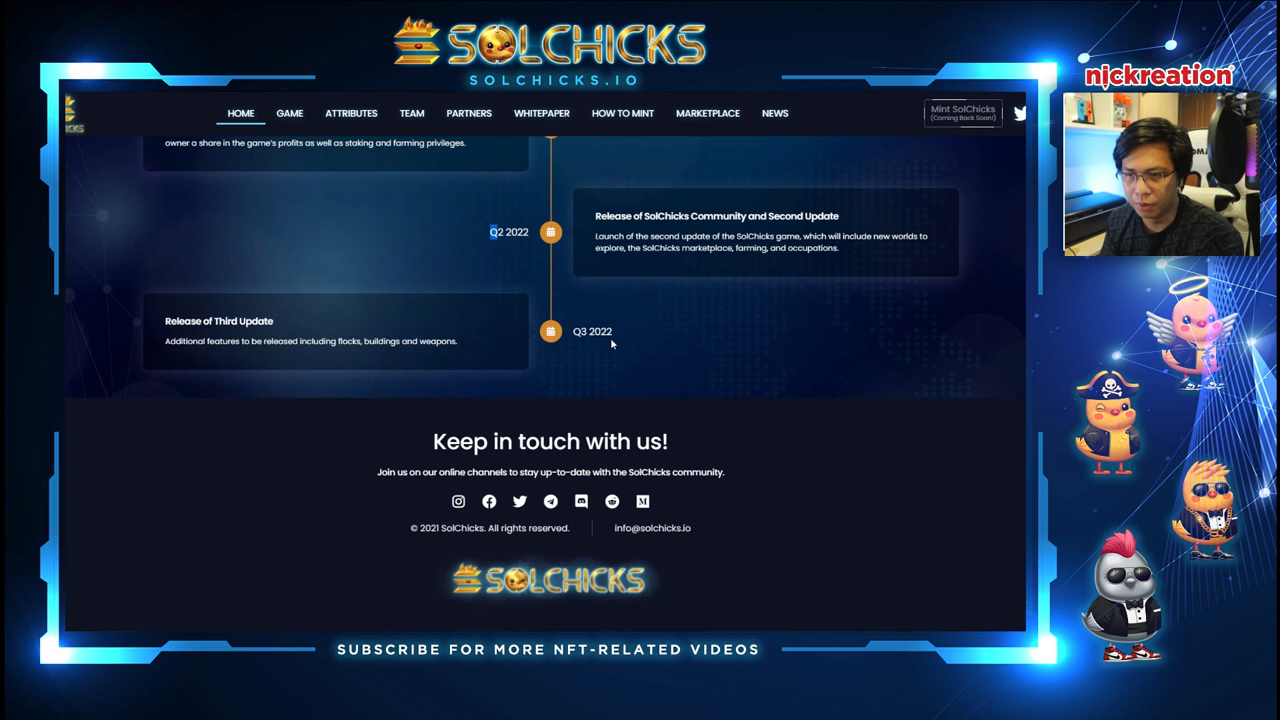 SOLCHICKS
SOLCHICKS.IO
nickreation
HOME GAME ATTRIBUTES TEAM PARTNERS WHITEPAPER HOW TO MINT MARKETPLACE NEWS
Mint SolChicks
(Coming Back Soon!)
owner a share in the game's profits as well as staking and farming privileges.
Q2 2022
Release of SolChicks Community and Second Update
Launch of the second update of the SolChicks game, which will include new worlds to
explore, the SolChicks marketplace, farming, and occupations.
Release of Third Update
Additional features to be released including flocks, buildings and weapons.
Q3 2022
Keep in touch with us!
Join us on our online channels to stay up-to-date with the SolChicks community.
© 2021 SolChicks. All rights reserved.
info@solchicks.io
SOLCHICKS
SUBSCRIBE FOR MORE NFT-RELATED VIDEOS